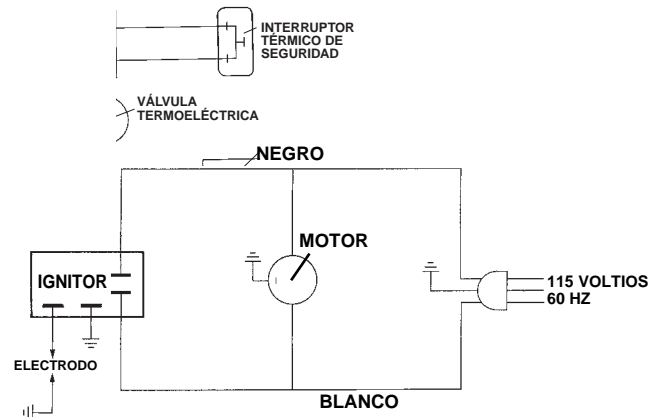 INTERRUPTOR
TÉRMICO DE
SEGURIDAD
VÁLVULA
TERMOELÉCTRICA
NEGRO
MOTOR
IGNITOR
115 VOLTIOS
60 HZ
ELECTRODO
BLANCO